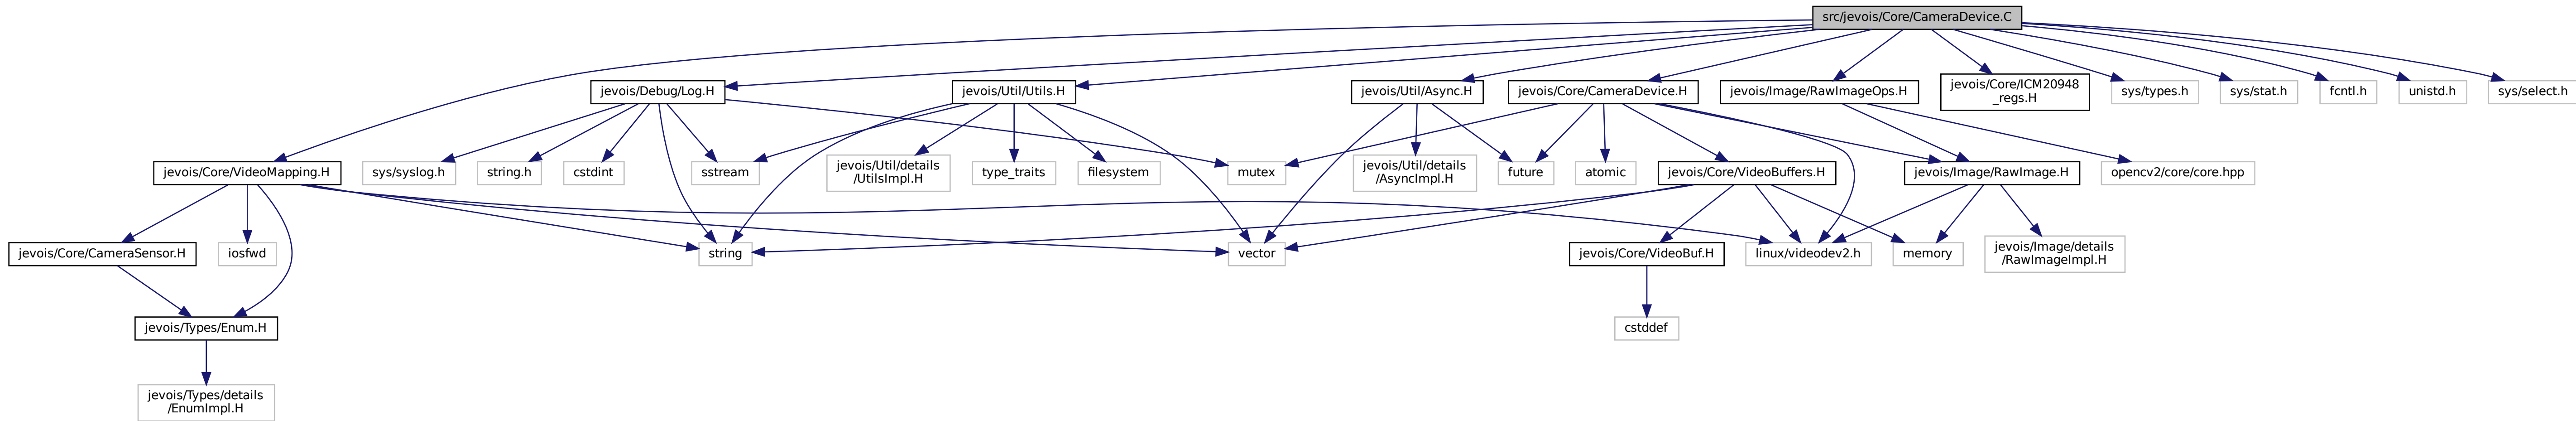 src/jevois/Core/CameraDevice.C
jevois/Debug/Log.H
jevois/Util/Utils.H
jevois/Util/Async.H
jevois/Core/CameraDevice.H
jevois/Image/RawImageOps.H
jevois/Core/ICM20948
_regs.H
sys/types.h
sys/stat.h
fcntl.h
unistd.h
sys/select.h
jevois/Core/VideoMapping.H
sys/syslog.h
string.h
cstdint
sstream
jevois/Util/details
/UtilsImpl.H
type_traits
filesystem
mutex
jevois/Util/details
/AsyncImpl.H
future
atomic
jevois/Core/VideoBuffers.H
jevois/Image/RawImage.H
opencv2/core/core.hpp
jevois/Core/CameraSensor.H
iosfwd
string
vector
jevois/Core/VideoBuf.H
linux/videodev2.h
memory
jevois/Image/details
/RawImageImpl.H
jevois/Types/Enum.H
cstddef
jevois/Types/details
/EnumImpl.H